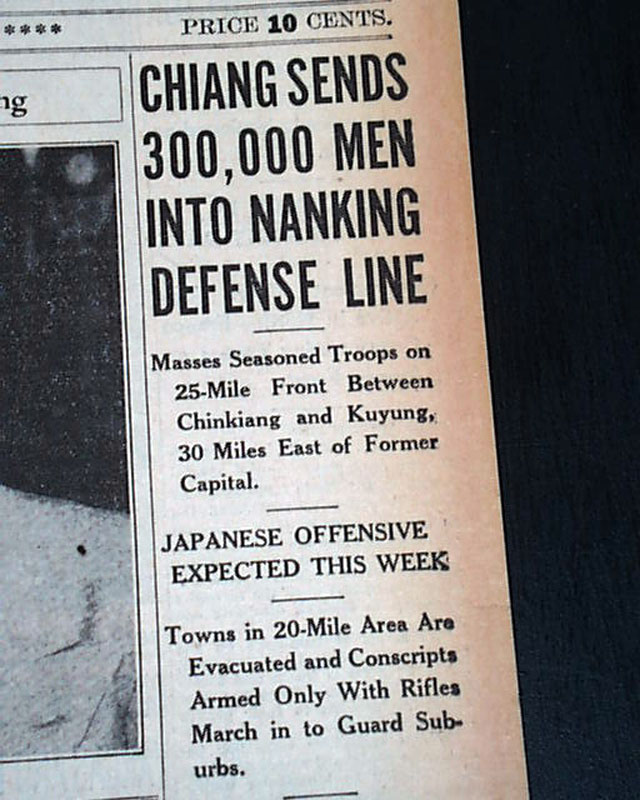 ****
PRICE 10 CENTS.
ng
CHIANG SENDS
300,000 MEN
INTO NANKING
DEFENSE LINE
Masses Seasoned Troops on
25-Mile Front Between
Chinkiang and Kuyung,
30 Miles East of Former
Capital.
JAPANESE OFFENSIVE
EXPECTED THIS WEEK
Towns in 20-Mile Area Are
Evacuated and Conscripts
Armed Only With Rifles
March in to Guard Sub-
urbs.